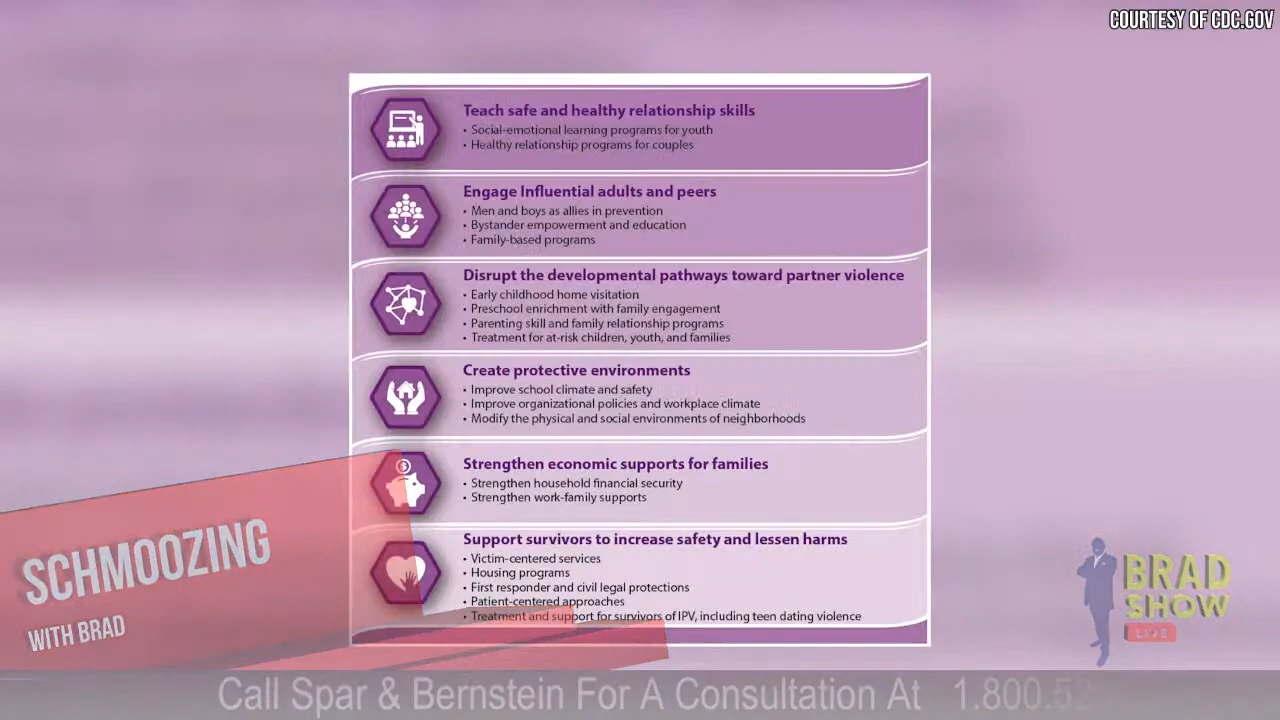 COURTESY OF CDC.GOV
Teach safe and healthy relationship skills
• Social-emotional learning programs for youth
• Healthy relationship programs for couples
Engage Influential adults and peers
• Men and boys as allies in prevention
• Bystander empowerment and education
• Family-based programs
Disrupt the developmental pathways toward partner violence
• Early childhood home visitation
• Preschool enrichment with family engagement
• Parenting skill and family relationship programs
• Treatment for at-risk children, youth, and families
Create protective environments
• Improve school climate and safety
• Improve organizational policies and workplace climate
• Modify the physical and social environments of neighborhoods
$
Strengthen economic supports for families
• Strengthen household financial security
• Strengthen work-family supports
Support survivors to increase safety and lessen harms
• Victim-centered services
• Housing programs
• First responder and civil legal protections
• Patient-centered approaches
• Treatment and support for survivors of IPV, including teen dating violence
SCHMOOZING
WITH BRAD
BRAD
SHOW
LIVE
Call Spar & Bernstein For A Consultation At 1.800.52